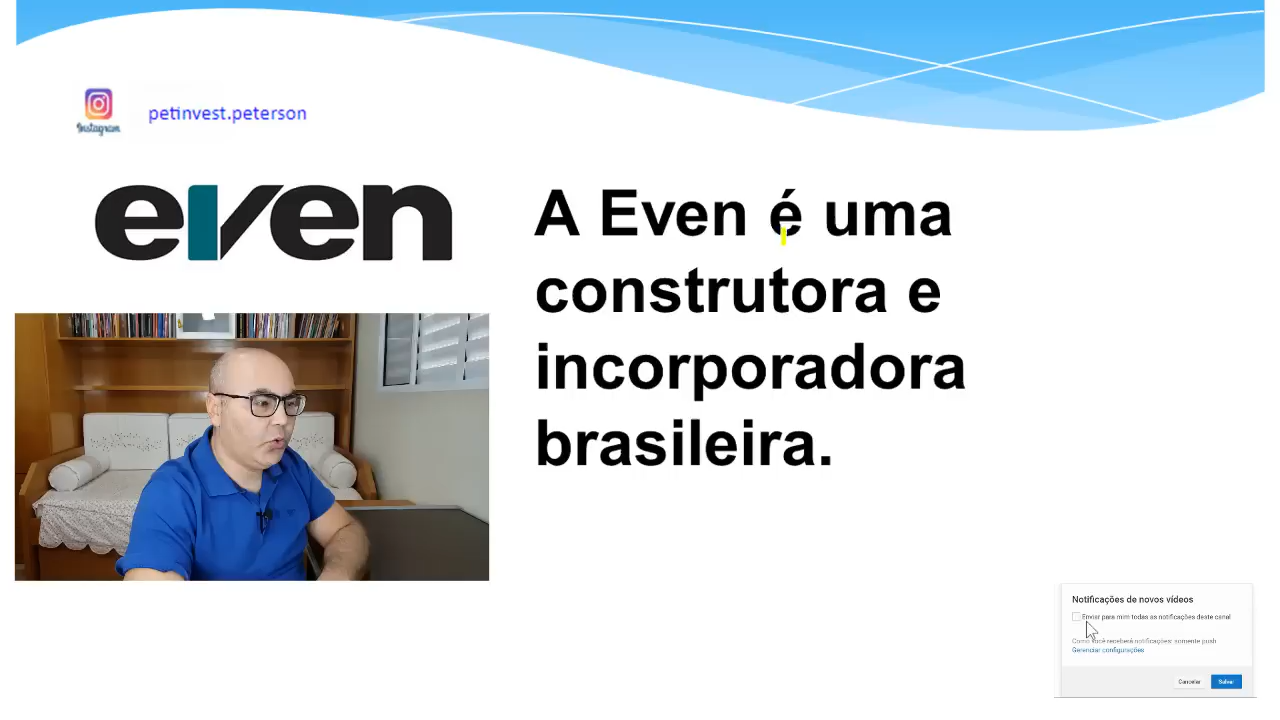 Instagram
petinvest.peterson
even
A Even é uma
construtora e
incorporadora
brasileira.
Notificações de novos vídeos
Enviar para mim todas as notificações deste canal
Como você receberá notificações: somente push
Gerenciar configurações
Cancelar
Salvar